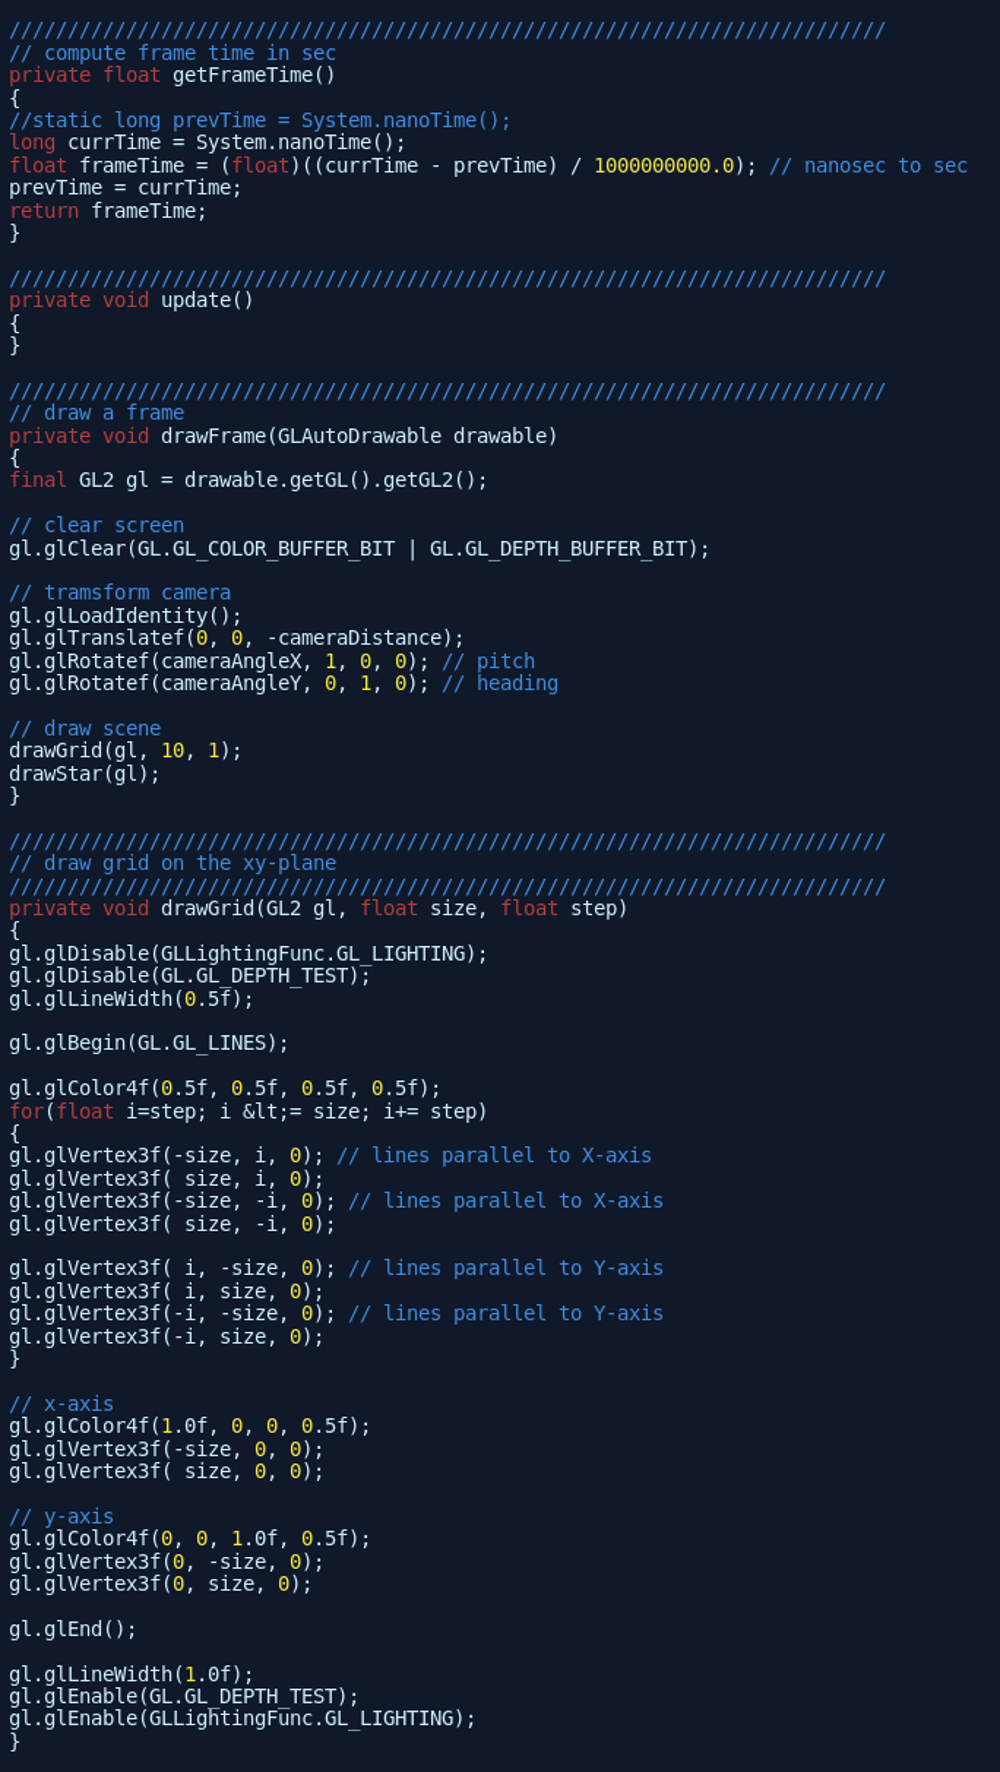 ///////////////////////////////////////////////////////////////////////////
// compute frame time in sec
private float getFrameTime()
{
//static long prevTime = System.nanoTime();
long currTime = System.nanoTime();
float frameTime = (float)((currTime - prevTime) / 1000000000.0); // nanosec to sec
prevTime = currTime;
return frameTime;
}
///////////////////////////////////////////////////////////////////////////
private void update()
{
}
///////////////////////////////////////////////////////////////////////////
// draw a frame
private void drawFrame(GLAutoDrawable drawable)
{
final GL2 gl = drawable.getGL().getGL2();
// clear screen
gl.glClear(GL.GL_COLOR_BUFFER_BIT | GL.GL_DEPTH_BUFFER_BIT);
// tramsform camera
gl.glLoadIdentity();
gl.glTranslatef(0, 0, -cameraDistance);
gl.glRotatef(cameraAngleX, 1, 0, 0); // pitch
gl.glRotatef(cameraAngleY, 0, 1, 0); // heading
// draw scene
drawGrid(gl, 10, 1);
drawStar(gl);
}
///////////////////////////////////////////////////////////////////////////
// draw grid on the xy-plane
///////////////////////////////////////////////////////////////////////////
private void drawGrid(GL2 gl, float size, float step)
{
gl.glDisable(GLLightingFunc.GL_LIGHTING);
gl.glDisable(GL.GL_DEPTH_TEST);
gl.glLineWidth(0.5f);
gl.glBegin(GL.GL_LINES);
gl.glColor4f(0.5f, 0.5f, 0.5f, 0.5f);
for(float i=step; i &lt;= size; i+= step)
{
gl.glVertex3f(-size, i, 0); // lines parallel to X-axis
gl.glVertex3f( size, i, 0);
gl.glVertex3f(-size, -i, 0); // lines parallel to X-axis
gl.glVertex3f( size, -i, 0);
gl.glVertex3f( i, -size, 0); // lines parallel to Y-axis
gl.glVertex3f( i, size, 0);
gl.glVertex3f(-i, -size, 0); // lines parallel to Y-axis
gl.glVertex3f(-i, size, 0);
}
// x-axis
gl.glColor4f(1.0f, 0, 0, 0.5f);
gl.glVertex3f(-size, 0, 0);
gl.glVertex3f( size, 0, 0);
// y-axis
gl.glColor4f(0, 0, 1.0f, 0.5f);
gl.glVertex3f(0, -size, 0);
gl.glVertex3f(0, size, 0);
gl.glEnd();
gl.glLineWidth(1.0f);
gl.glEnable(GL.GL_DEPTH_TEST);
gl.glEnable(GLLightingFunc.GL_LIGHTING);
}